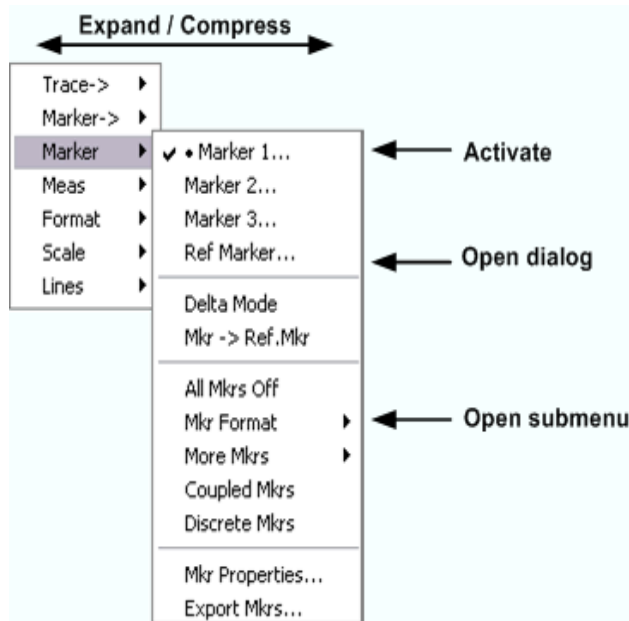 Expand / Compress
Trace->
Marker->
Marker
Meas
Format
Scale
Lines
• Marker 1...
Marker 2...
Marker 3...
Ref Marker...
Delta Mode
Mkr -> Ref.Mkr
All Mkrs Off
Mkr Format
More Mkrs
Coupled Mkrs
Discrete Mkrs
Mkr Properties...
Export Mkrs...
Activate
Open dialog
Open submenu